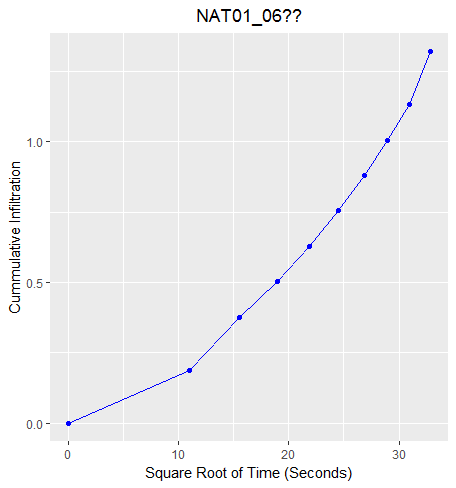 NAT01_06??
Cummulative Infiltration
1.0
0.5
0.0
0 10 20 30
Square Root of Time (Seconds)